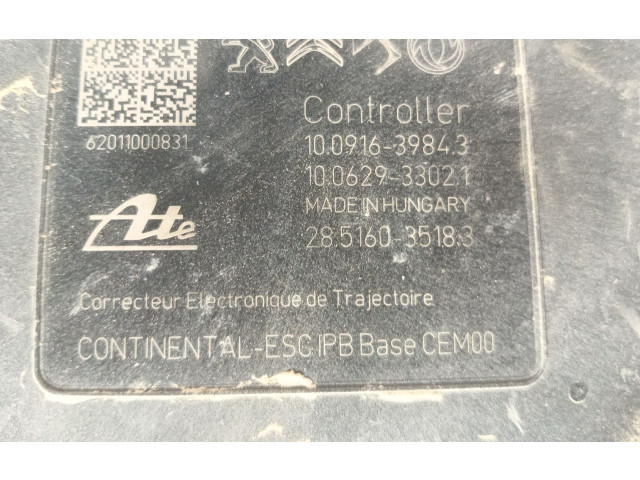 Controller
62011000831
10.0916-3984.3
10.0629-3302.1
MADE IN HUNGARY
Ate
28.5160-3518.3
Correcteur Electronique de Trajectoire
CONTINENTAL-ESC IPB Base CEM00